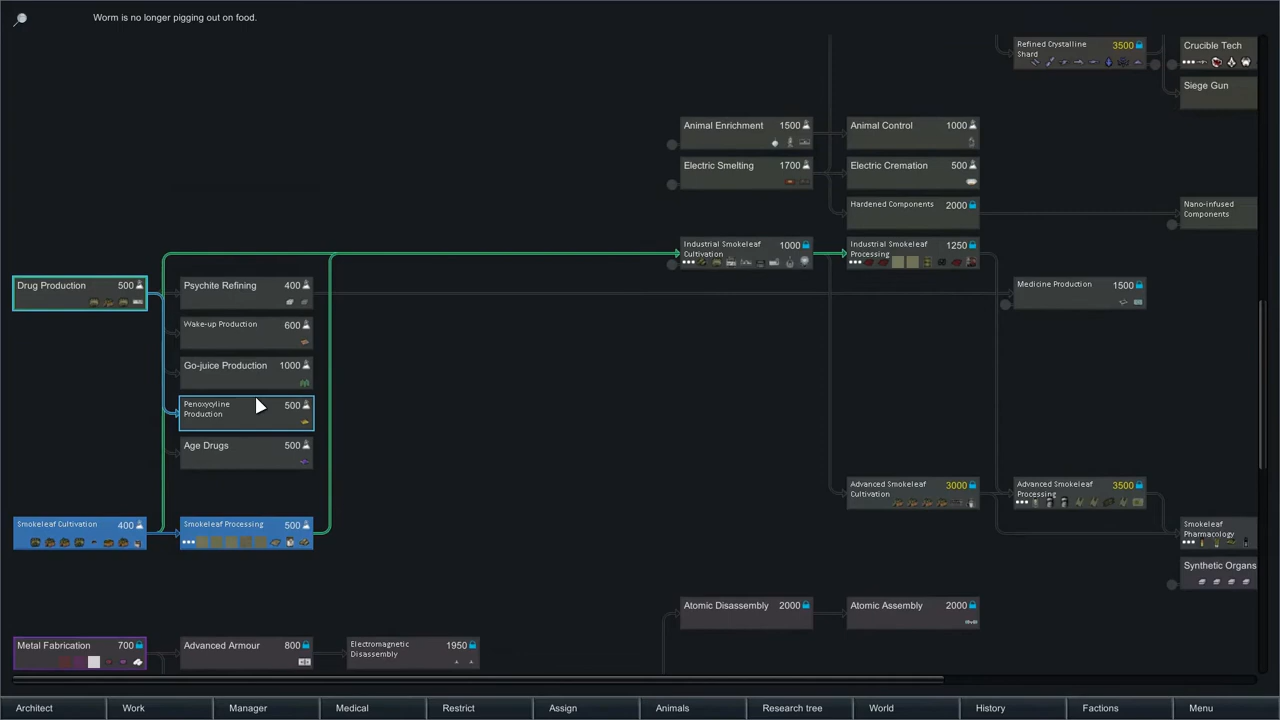 Worm is no longer pigging out on food.
Refined Crystalline
Shard
3500
Crucible Tech
Siege Gun
Animal Enrichment 1500
Animal Control 1000
Electric Smelting 1700
Electric Cremation 500
Hardened Components 2000
Nano-infused
Components
Industrial Smokeleaf
Cultivation
1000
Industrial Smokeleaf
Processing
1250
Drug Production 500
Psychite Refining 400
Medicine Production 1500
Wake-up Production 600
Go-juice Production 1000
Penoxycyline
Production
500
Age Drugs 500
Advanced Smokeleaf
Cultivation
3000
Advanced Smokeleaf
Processing
3500
Smokeleaf Cultivation 400
Smokeleaf Processing 500
Smokeleaf
Pharmacology
Synthetic Organs
Atomic Disassembly 2000
Atomic Assembly 2000
Metal Fabrication 700
Advanced Armour 800
Electromagnetic
Disassembly
1950
Architect
Work
Manager
Medical
Restrict
Assign
Animals
Research tree
World
History
Factions
Menu